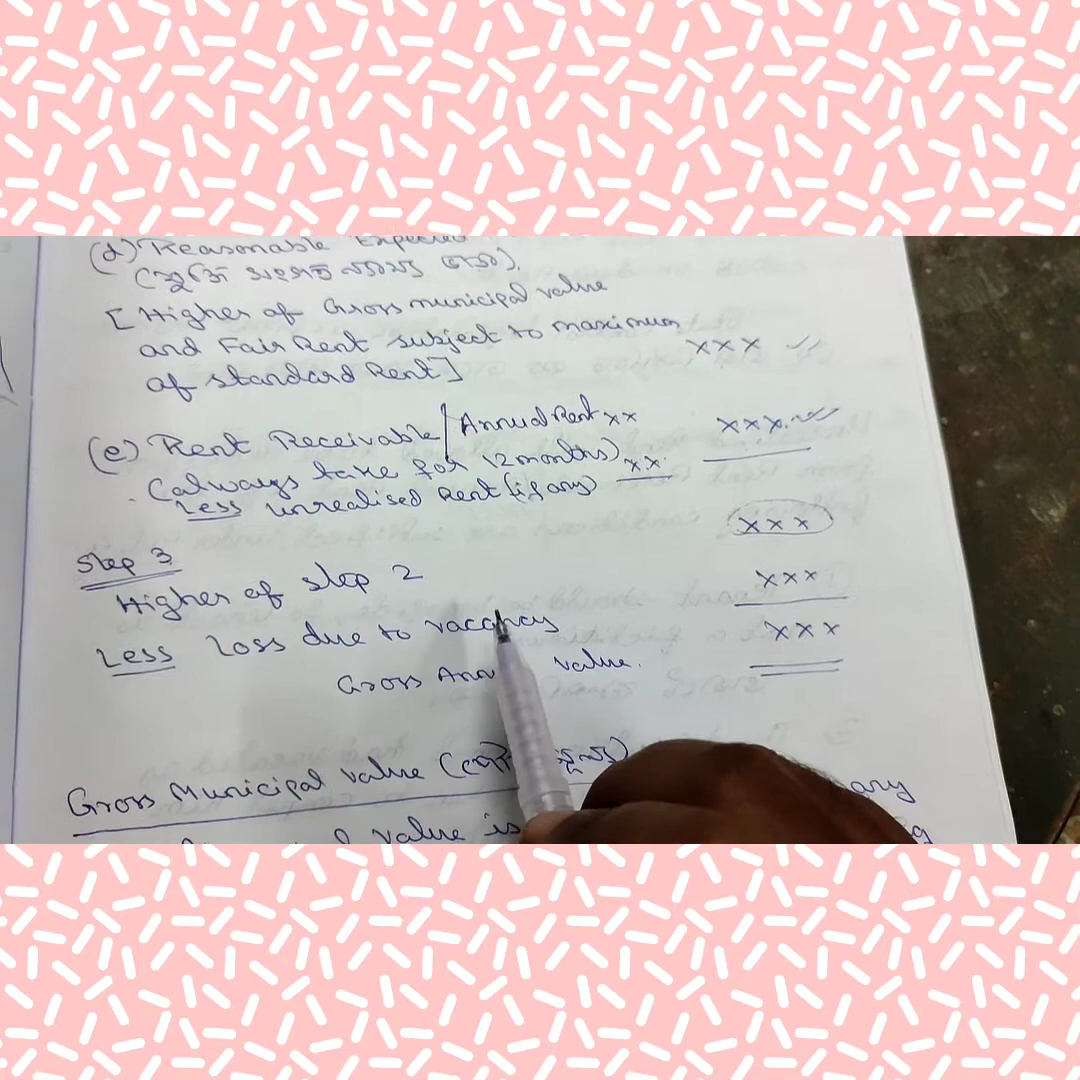 (d) Reasonable Expected
[Higher of Gross municipal value
and Fair Rent subject to maximum
of standard Rent] xxx
(e) Rent Receivable / Annual Rent xx xxx
(always take for 12 months)
Less unrealised Rent (if any) xx
xxx
Step 3
Higher of step 2 xxx
Less Loss due to vacancy xxx
Gross value.
Gross Municipal value
value is